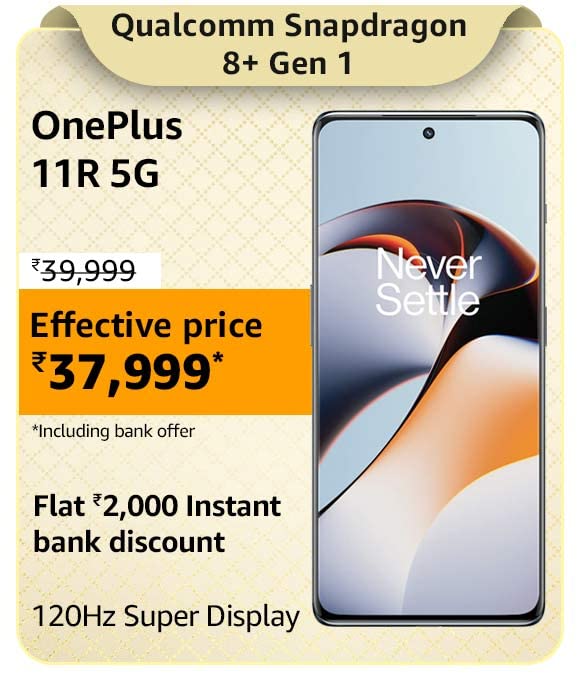 Qualcomm Snapdragon
8+ Gen 1
OnePlus
11R 5G
₹39,999
Effective price
₹37,999*
*Including bank offer
Flat ₹2,000 Instant
bank discount
120Hz Super Display
Never
Settle